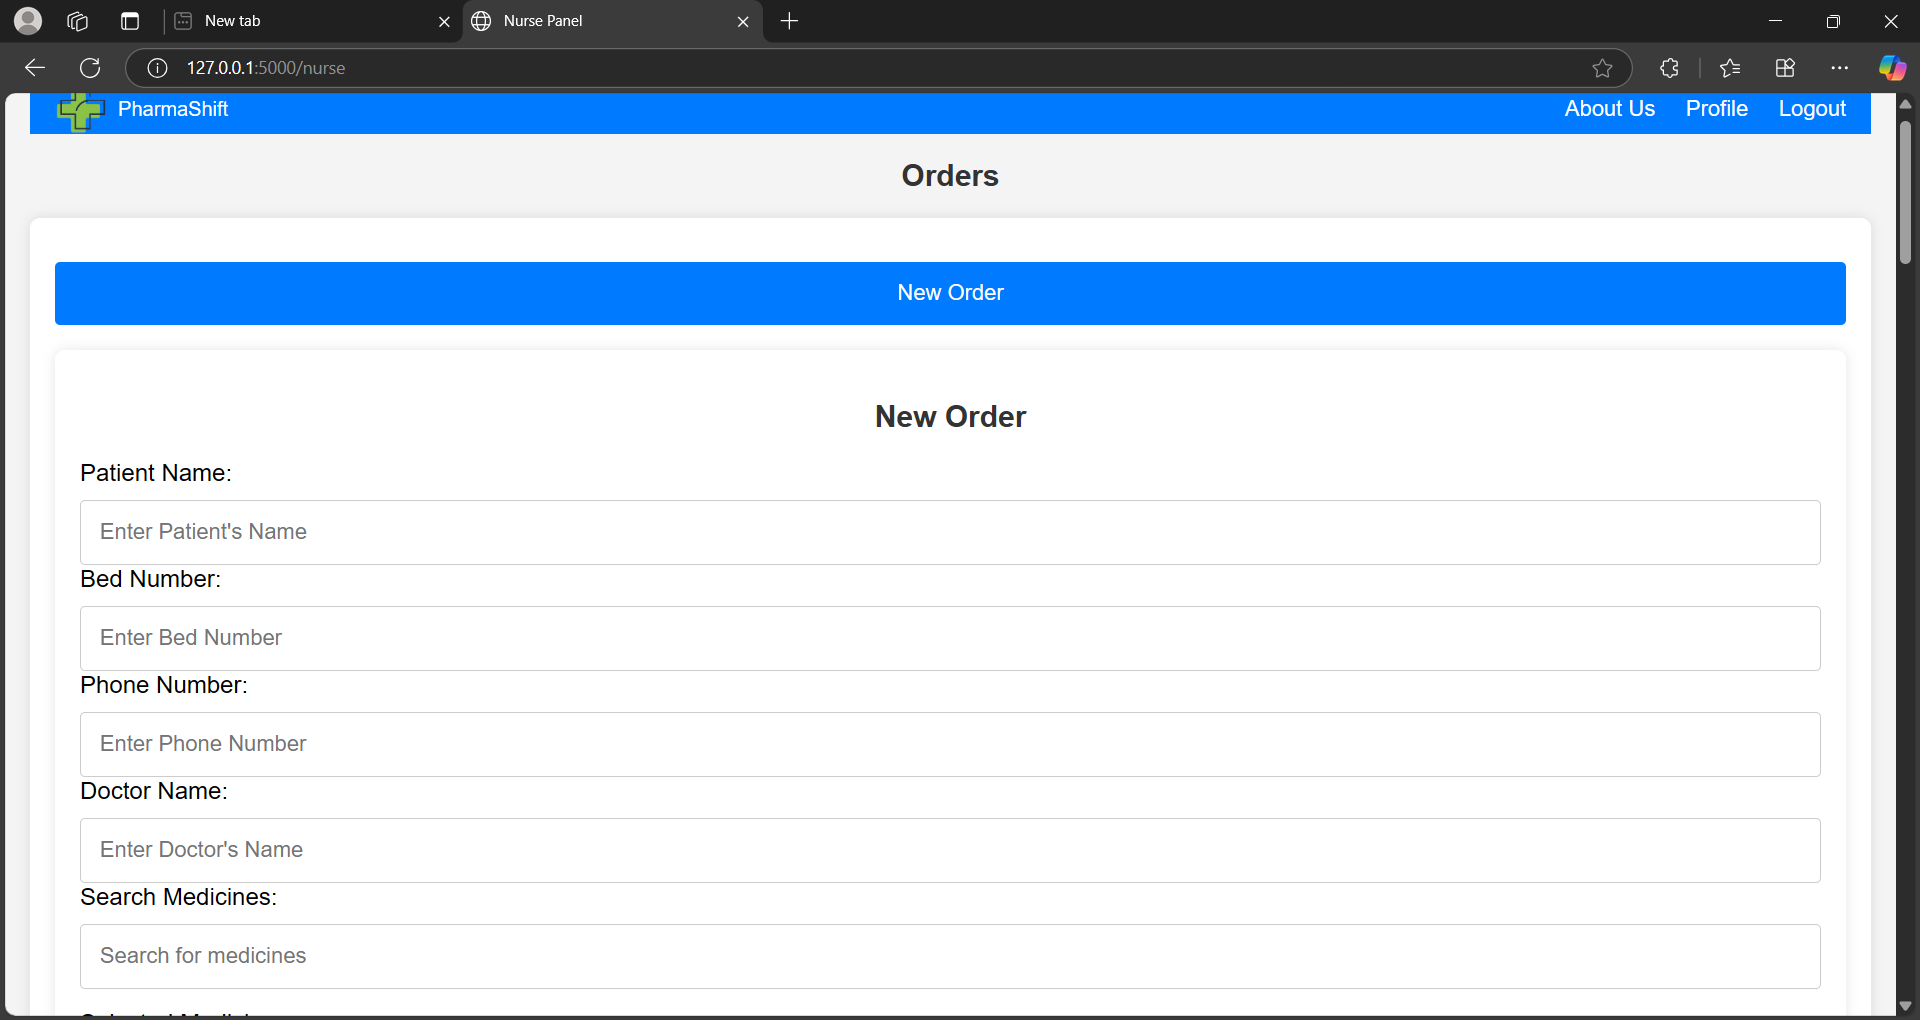 New tab
Nurse Panel
127.0.0.1:5000/nurse
PharmaShift
About Us
Profile
Logout
Orders
New Order
New Order
Patient Name:
Enter Patient's Name
Bed Number:
Enter Bed Number
Phone Number:
Enter Phone Number
Doctor Name:
Enter Doctor's Name
Search Medicines:
Search for medicines